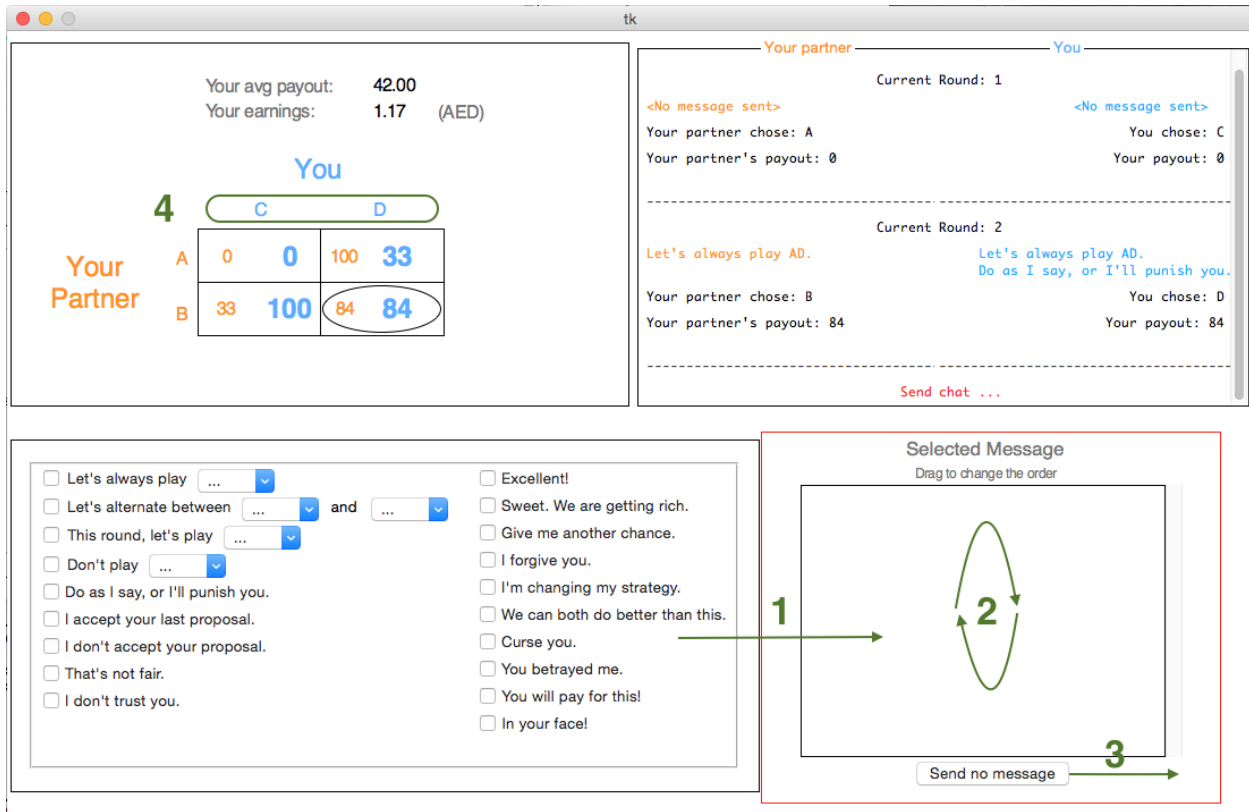 tk
Your avg payout: 42.00
Your earnings: 1.17 (AED)
You
4
C D
Your
Partner
A 0 0 100 33
B 33 100 84 84
Your partner You
Current Round: 1
<No message sent> <No message sent>
Your partner chose: A You chose: C
Your partner's payout: 0 Your payout: 0
Current Round: 2
Let's always play AD. Let's always play AD.
Do as I say, or I'll punish you.
Your partner chose: B You chose: D
Your partner's payout: 84 Your payout: 84
Send chat ...
Let's always play ...
Let's alternate between ... and ...
This round, let's play ...
Don't play ...
Do as I say, or I'll punish you.
I accept your last proposal.
I don't accept your proposal.
That's not fair.
I don't trust you.
Excellent!
Sweet. We are getting rich.
Give me another chance.
I forgive you.
I'm changing my strategy.
We can both do better than this.
Curse you.
You betrayed me.
You will pay for this!
In your face!
1
Selected Message
Drag to change the order
2
Send no message
3